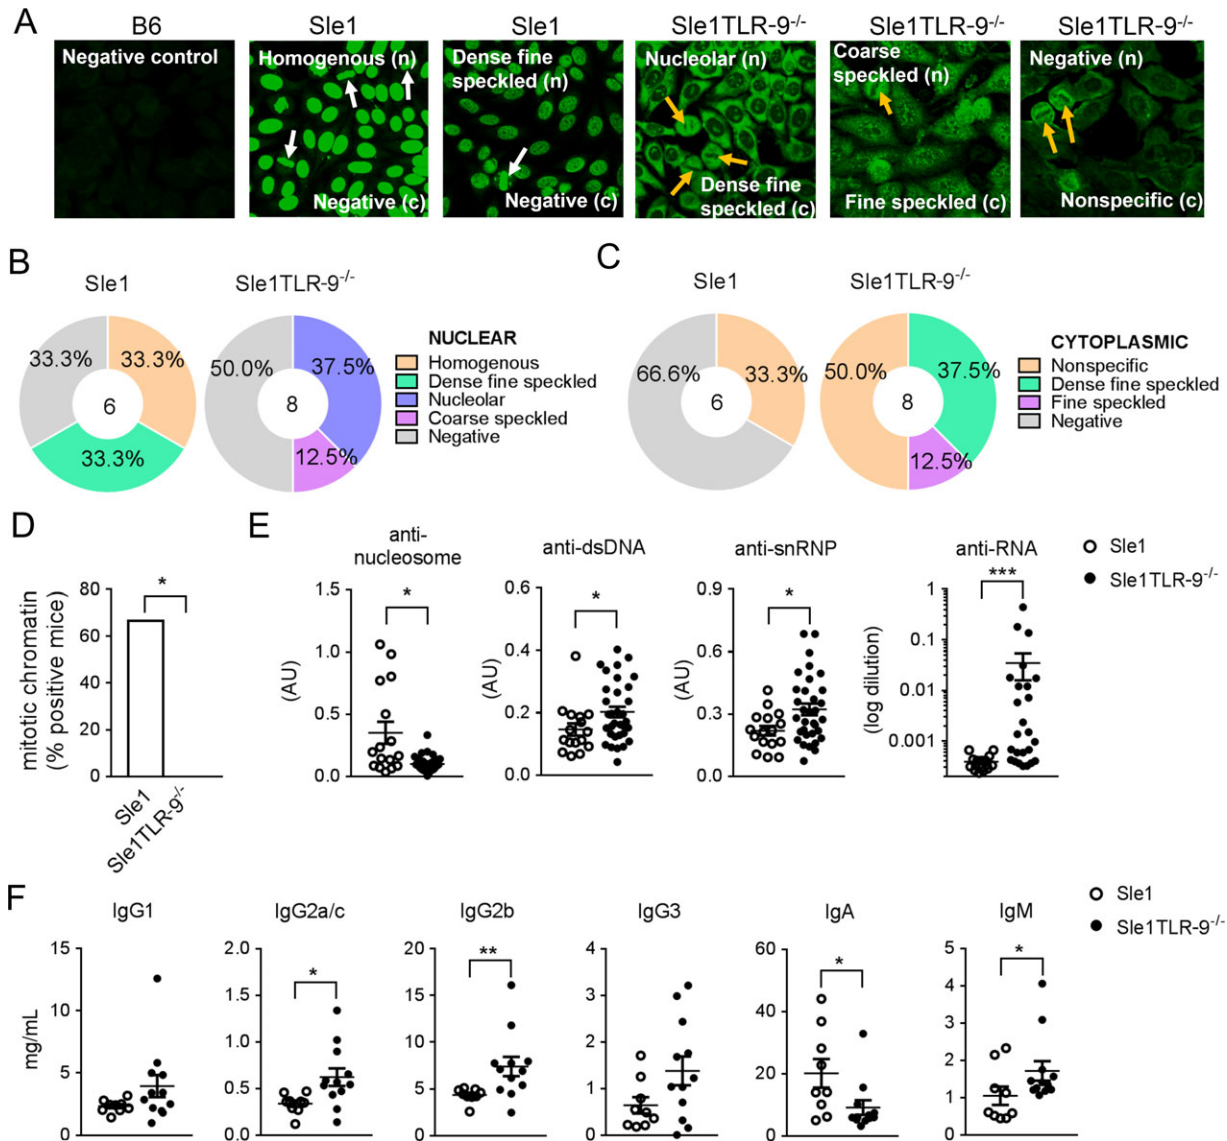 A
B6
Sle1
Sle1
Sle1TLR-9-/-
Sle1TLR-9-/-
Sle1TLR-9-/-
Negative control
Homogenous (n)
Negative (c)
Dense fine
speckled (n)
Negative (c)
Nucleolar (n)
Dense fine
speckled (c)
Coarse
speckled (n)
Fine speckled (c)
Negative (n)
Nonspecific (c)
B
Sle1
33.3%
33.3%
6
33.3%
Sle1TLR-9-/-
50.0%
37.5%
8
12.5%
NUCLEAR
Homogenous
Dense fine speckled
Nucleolar
Coarse speckled
Negative
C
Sle1
66.6%
33.3%
6
Sle1TLR-9-/-
50.0%
37.5%
8
12.5%
CYTOPLASMIC
Nonspecific
Dense fine speckled
Fine speckled
Negative
D
mitotic chromatin
(% positive mice)
80
60
40
20
0
*
Sle1
Sle1TLR-9-/-
E
anti-
nucleosome
(AU)
1.5
1.0
0.5
0.0
*
anti-dsDNA
(AU)
0.6
0.4
0.2
0.0
*
anti-snRNP
(AU)
0.9
0.6
0.3
0.0
*
anti-RNA
(log dilution)
1
0.1
0.01
0.001
***
Sle1
Sle1TLR-9-/-
F
IgG1
mg/mL
15
10
5
0
IgG2a/c
2.0
1.5
1.0
0.5
0.0
*
IgG2b
20
15
10
5
0
**
IgG3
4
3
2
1
0
IgA
60
40
20
0
*
IgM
5
4
3
2
1
0
*
Sle1
Sle1TLR-9-/-